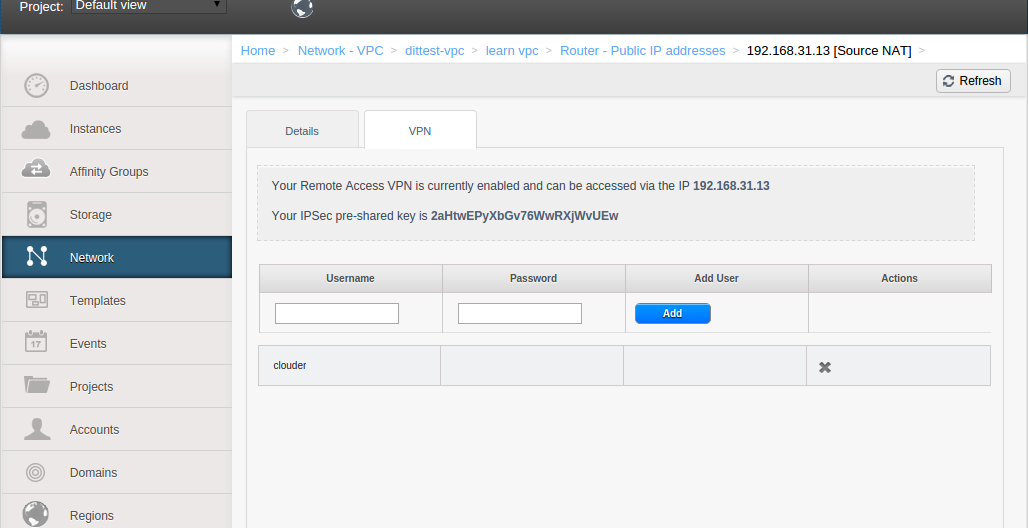 Project: Default view
Home > Network - VPC > dittest-vpc > learn vpc > Router - Public IP addresses > 192.168.31.13 [Source NAT] >
Refresh
Dashboard
Instances
Affinity Groups
Storage
Network
Templates
17
Events
Projects
Accounts
Domains
Regions
Details
VPN
Your Remote Access VPN is currently enabled and can be accessed via the IP 192.168.31.13
Your IPSec pre-shared key is 2aHtwEPyXbGv76WwRXjWvUEw
Username Password Add User Actions
Add
clouder